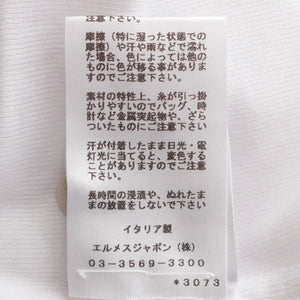 ください。
摩擦(特に湿った状態での
摩擦)や汗や雨などで濡れ
た場合、色によっては他の
ものに色が移る事があります
すのでご注意下さい。
素材の特性上、糸が引っ掛
かりやすいのでバッグ、時
計など金属突起物や、ざら
ついたものにご注意下さい
汗が付着したまま日光・電
灯光に当てると、変色する
ことがありますのでご注意
下さい。
長時間の浸漬や、ぬれたま
まの放置をしないで下さい
イタリア製
エルメスジャポン(株)
03-3569-3300
*3073